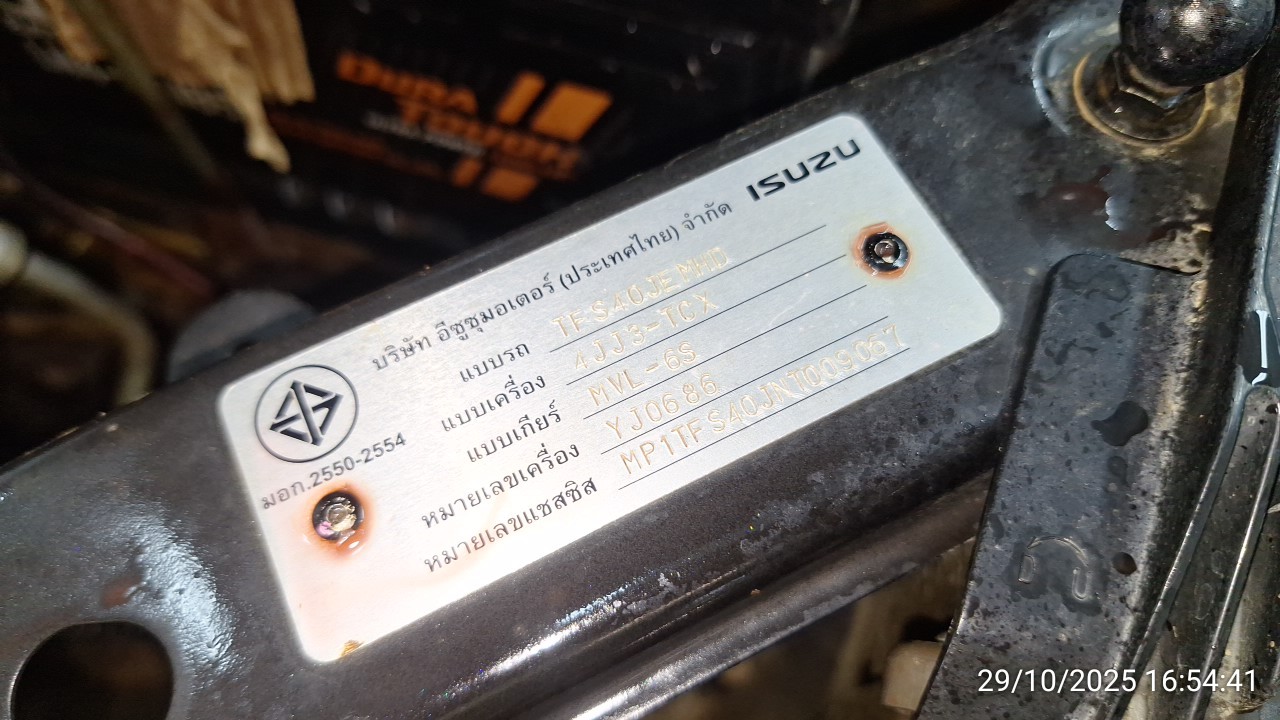 DURA
TOUGH
ISUZU
บริษัท อีซูซุมอเตอร์ (ประเทศไทย) จำกัด
แบบรถ TFS40JEMHD
แบบเครื่อง 4JJ3-TCX
แบบเกียร์ MVL-6S
หมายเลขเครื่อง YJ0686
หมายเลขแชสซิส MP1TFS40JNT009067
มอก.2550-2554
29/10/2025 16:54:41